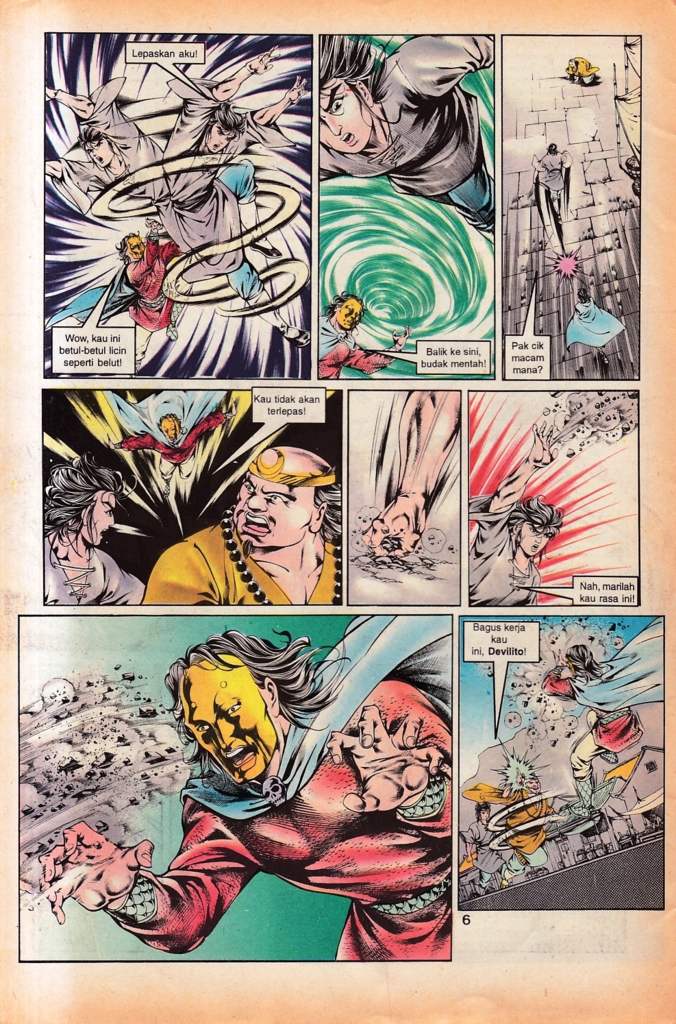 Lepaskan aku!
Wow, kau ini
betul-betul licin
seperti belut!
Balik ke sini,
budak mentah!
Pak cik
macam
mana?
Kau tidak akan
terlepas!
Nah, marilah
kau rasa ini!
Bagus kerja
kau
ini, Devilito!
6